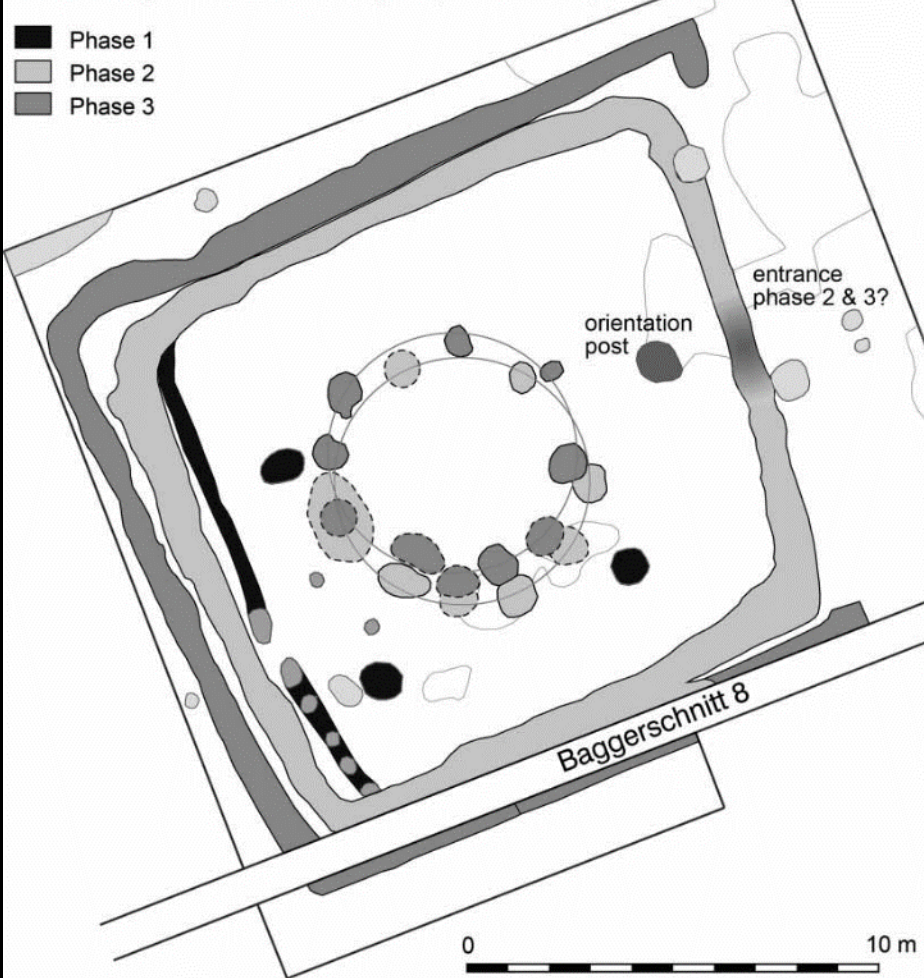 Phase 1
Phase 2
Phase 3
entrance
phase 2 & 3?
orientation
post
Baggerschnitt 8
0
10 m